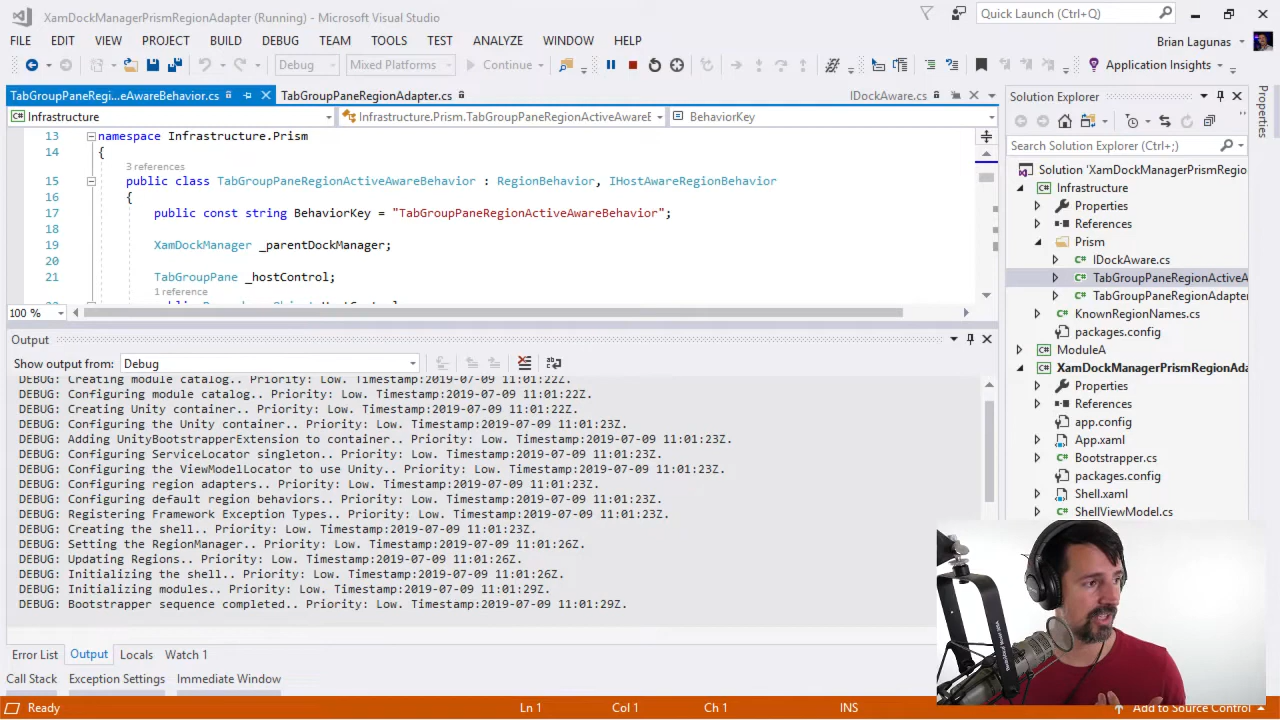 XamDockManagerPrismRegionAdapter (Running) - Microsoft Visual Studio
Quick Launch (Ctrl+Q)
FILE EDIT VIEW PROJECT BUILD DEBUG TEAM TOOLS TEST ANALYZE WINDOW HELP
Brian Lagunas
Debug Mixed Platforms Continue Application Insights
TabGroupPaneRegi...eAwareBehavior.cs TabGroupPaneRegionAdapter.cs IDockAware.cs
Infrastructure Infrastructure.Prism.TabGroupPaneRegionActiveAwareE BehaviorKey
13 namespace Infrastructure.Prism
14 {
3 references
15 public class TabGroupPaneRegionActiveAwareBehavior : RegionBehavior, IHostAwareRegionBehavior
16 {
17 public const string BehaviorKey = "TabGroupPaneRegionActiveAwareBehavior";
18
19 XamDockManager _parentDockManager;
20
21 TabGroupPane _hostControl;
1 reference
100 %
Output
Show output from: Debug
DEBUG: Creating module catalog.. Priority: Low. Timestamp:2019-07-09 11:01:22Z.
DEBUG: Configuring module catalog.. Priority: Low. Timestamp:2019-07-09 11:01:22Z.
DEBUG: Creating Unity container.. Priority: Low. Timestamp:2019-07-09 11:01:22Z.
DEBUG: Configuring the Unity container.. Priority: Low. Timestamp:2019-07-09 11:01:23Z.
DEBUG: Adding UnityBootstrapperExtension to container.. Priority: Low. Timestamp:2019-07-09 11:01:23Z.
DEBUG: Configuring ServiceLocator singleton.. Priority: Low. Timestamp:2019-07-09 11:01:23Z.
DEBUG: Configuring the ViewModelLocator to use Unity.. Priority: Low. Timestamp:2019-07-09 11:01:23Z.
DEBUG: Configuring region adapters.. Priority: Low. Timestamp:2019-07-09 11:01:23Z.
DEBUG: Configuring default region behaviors.. Priority: Low. Timestamp:2019-07-09 11:01:23Z.
DEBUG: Registering Framework Exception Types.. Priority: Low. Timestamp:2019-07-09 11:01:23Z.
DEBUG: Creating the shell.. Priority: Low. Timestamp:2019-07-09 11:01:23Z.
DEBUG: Setting the RegionManager.. Priority: Low. Timestamp:2019-07-09 11:01:26Z.
DEBUG: Updating Regions.. Priority: Low. Timestamp:2019-07-09 11:01:26Z.
DEBUG: Initializing the shell.. Priority: Low. Timestamp:2019-07-09 11:01:26Z.
DEBUG: Initializing modules.. Priority: Low. Timestamp:2019-07-09 11:01:29Z.
DEBUG: Bootstrapper sequence completed.. Priority: Low. Timestamp:2019-07-09 11:01:29Z.
Error List Output Locals Watch 1
Call Stack Exception Settings Immediate Window
Ready Ln 1 Col 1 Ch 1 INS Add to Source Control
Solution Explorer
Search Solution Explorer (Ctrl+;)
Solution 'XamDockManagerPrismRegio
Infrastructure
Properties
References
Prism
IDockAware.cs
TabGroupPaneRegionActiveA
TabGroupPaneRegionAdapter
KnownRegionNames.cs
packages.config
ModuleA
XamDockManagerPrismRegionAda
Properties
References
app.config
App.xaml
Bootstrapper.cs
packages.config
Shell.xaml
ShellViewModel.cs
Properties